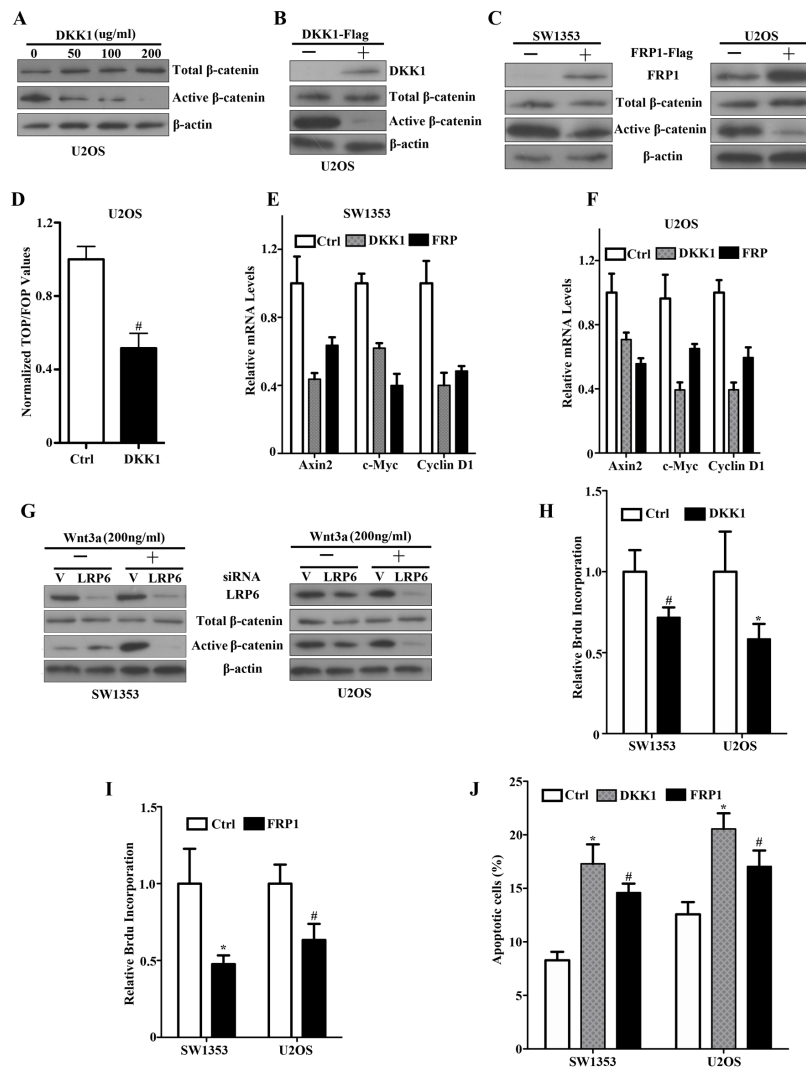 A
DKK1 (ug/ml)
0 50 100 200
Total β-catenin
Active β-catenin
β-actin
U2OS
B
DKK1-Flag
− +
DKK1
Total β-catenin
Active β-catenin
β-actin
U2OS
C
SW1353 U2OS
− + FRP1-Flag − +
FRP1
Total β-catenin
Active β-catenin
β-actin
D
U2OS
Normalized TOP/FOP Values
1.2
0.8
0.4
0
#
Ctrl DKK1
E
SW1353
Ctrl DKK1 FRP
Relative mRNA Levels
1.2
0.8
0.4
0
Axin2 c-Myc Cyclin D1
F
U2OS
Ctrl DKK1 FRP
Relative mRNA Levels
1.2
0.8
0.4
0
Axin2 c-Myc Cyclin D1
G
Wnt3a (200ng/ml) Wnt3a (200ng/ml)
− + − +
V LRP6 V LRP6 siRNA V LRP6 V LRP6
LRP6
Total β-catenin
Active β-catenin
β-actin
SW1353 U2OS
H
Ctrl DKK1
Relative Brdu Incorporation
1.5
1.0
0.5
0
# *
SW1353 U2OS
I
Ctrl FRP1
Relative Brdu Incorporation
1.5
1.0
0.5
0
* #
SW1353 U2OS
J
Ctrl DKK1 FRP1
Apoptotic cells (%)
25
20
15
10
5
0
* # * #
SW1353 U2OS